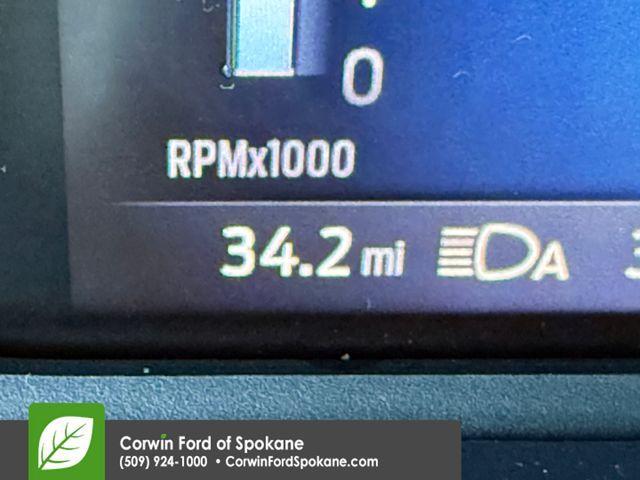 0
RPMx1000
34.2 mi A
Corwin Ford of Spokane
(509) 924-1000 • CorwinFordSpokane.com